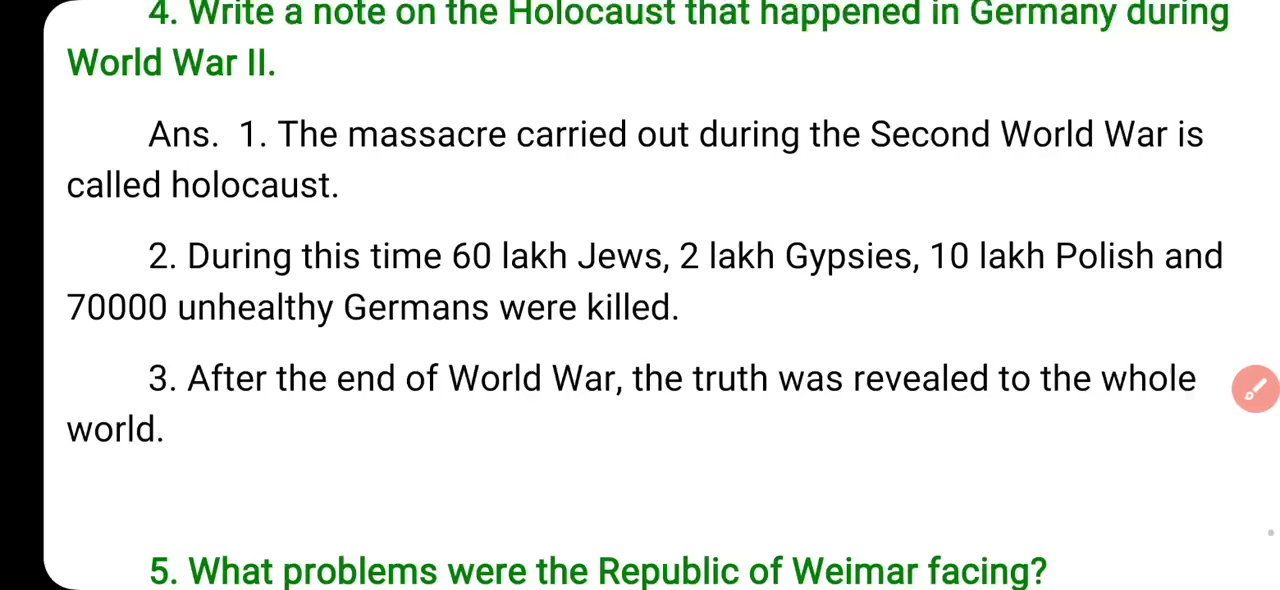 4. Write a note on the Holocaust that happened in Germany during
World War II.
Ans. 1. The massacre carried out during the Second World War is
called holocaust.
2. During this time 60 lakh Jews, 2 lakh Gypsies, 10 lakh Polish and
70000 unhealthy Germans were killed.
3. After the end of World War, the truth was revealed to the whole
world.
5. What problems were the Republic of Weimar facing?